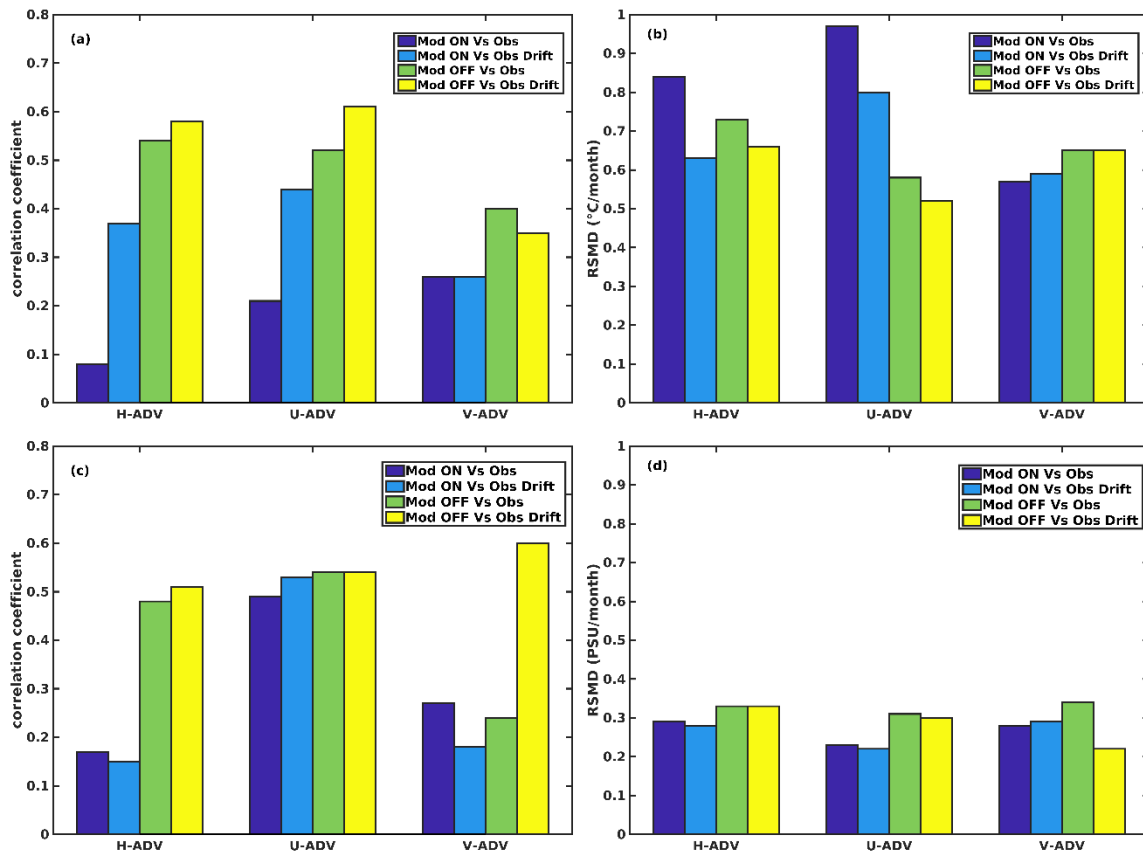 (a)
Mod ON Vs Obs
Mod ON Vs Obs Drift
Mod OFF Vs Obs
Mod OFF Vs Obs Drift
correlation coefficient
0.8
0.7
0.6
0.5
0.4
0.3
0.2
0.1
0
H-ADV U-ADV V-ADV
(b)
Mod ON Vs Obs
Mod ON Vs Obs Drift
Mod OFF Vs Obs
Mod OFF Vs Obs Drift
RSMD (°C/month)
1
0.9
0.8
0.7
0.6
0.5
0.4
0.3
0.2
0.1
0
H-ADV U-ADV V-ADV
(c)
Mod ON Vs Obs
Mod ON Vs Obs Drift
Mod OFF Vs Obs
Mod OFF Vs Obs Drift
correlation coefficient
0.8
0.7
0.6
0.5
0.4
0.3
0.2
0.1
0
H-ADV U-ADV V-ADV
(d)
Mod ON Vs Obs
Mod ON Vs Obs Drift
Mod OFF Vs Obs
Mod OFF Vs Obs Drift
RSMD (PSU/month)
1
0.9
0.8
0.7
0.6
0.5
0.4
0.3
0.2
0.1
0
H-ADV U-ADV V-ADV